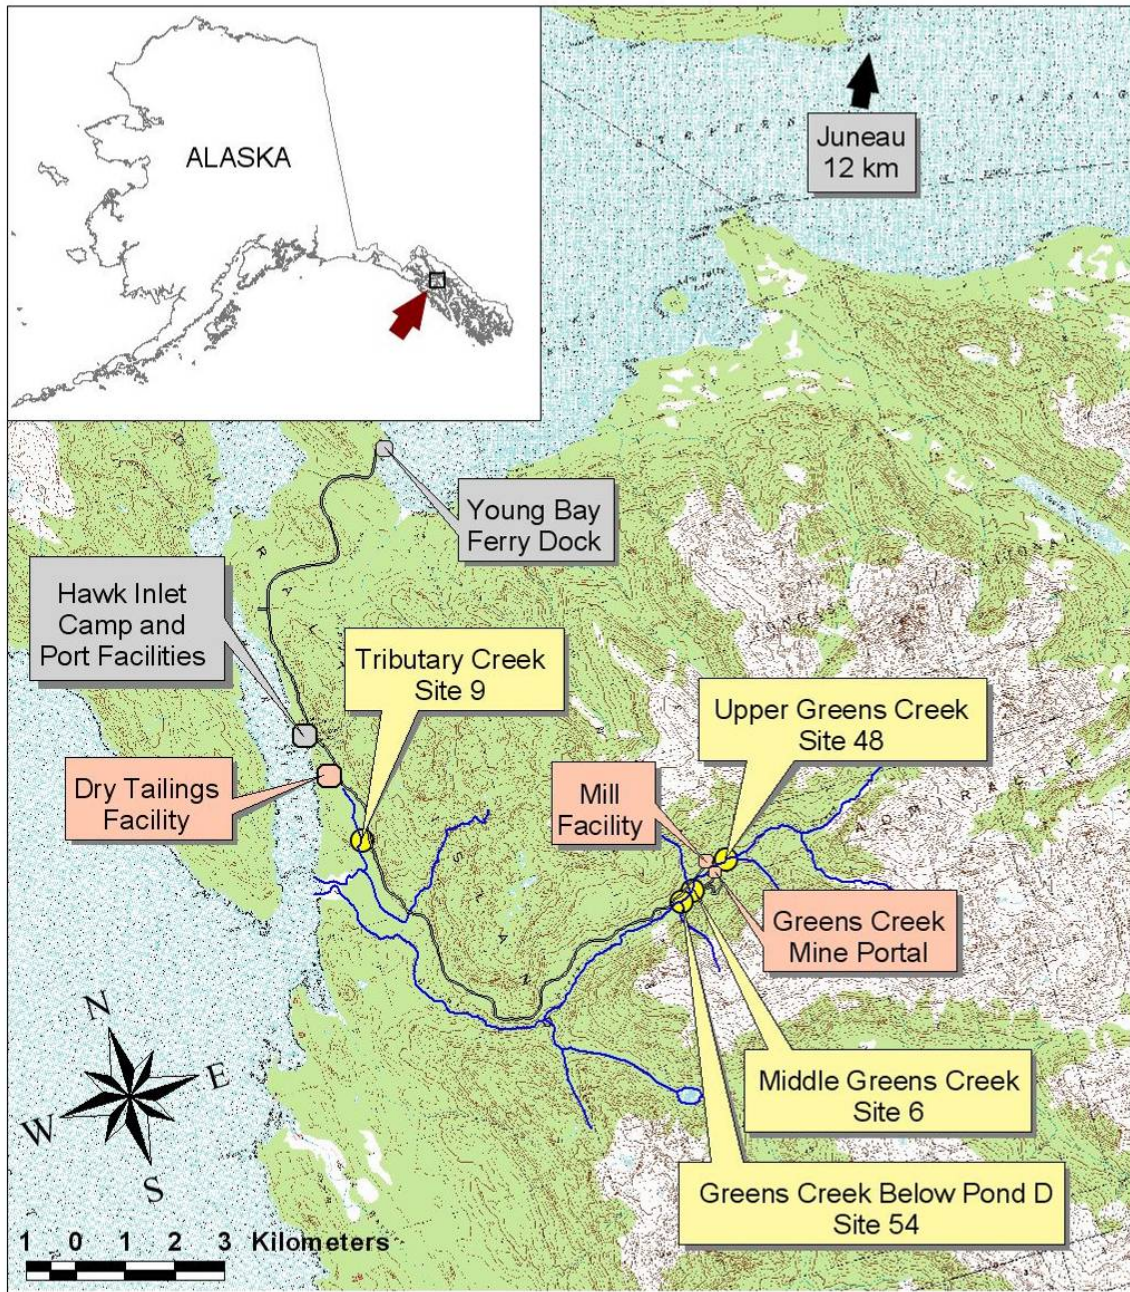 ALASKA
Juneau
12 km
Young Bay
Ferry Dock
Hawk Inlet
Camp and
Port Facilities
Tributary Creek
Site 9
Upper Greens Creek
Site 48
Dry Tailings
Facility
Mill
Facility
Greens Creek
Mine Portal
Middle Greens Creek
Site 6
Greens Creek Below Pond D
Site 54
N
E
W
S
1 0 1 2 3 Kilometers